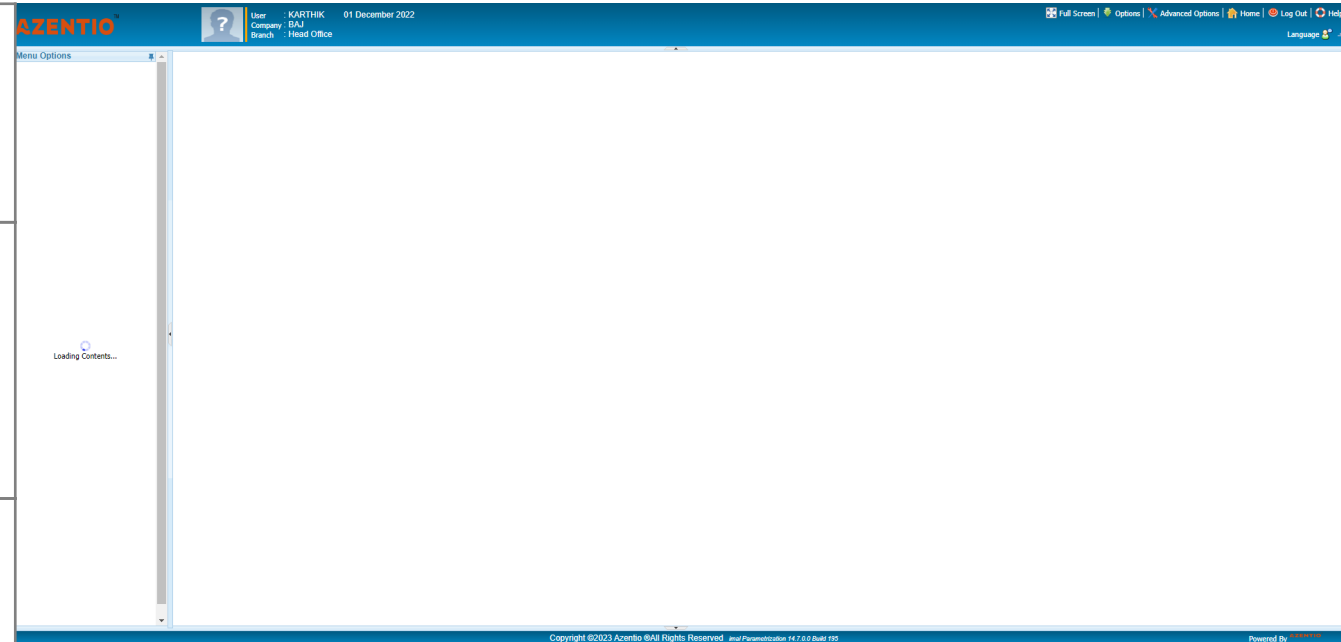 AZENTIO™
User : KARTHIK 01 December 2022
Company : BAJ
Branch : Head Office
Full Screen | Options | Advanced Options | Home | Log Out | Help
Language
Menu Options
Loading Contents...
Copyright ©2023 Azentio ®All Rights Reserved imal Parametrization 14.7.0.0 Build 195
Powered By AZENTIO